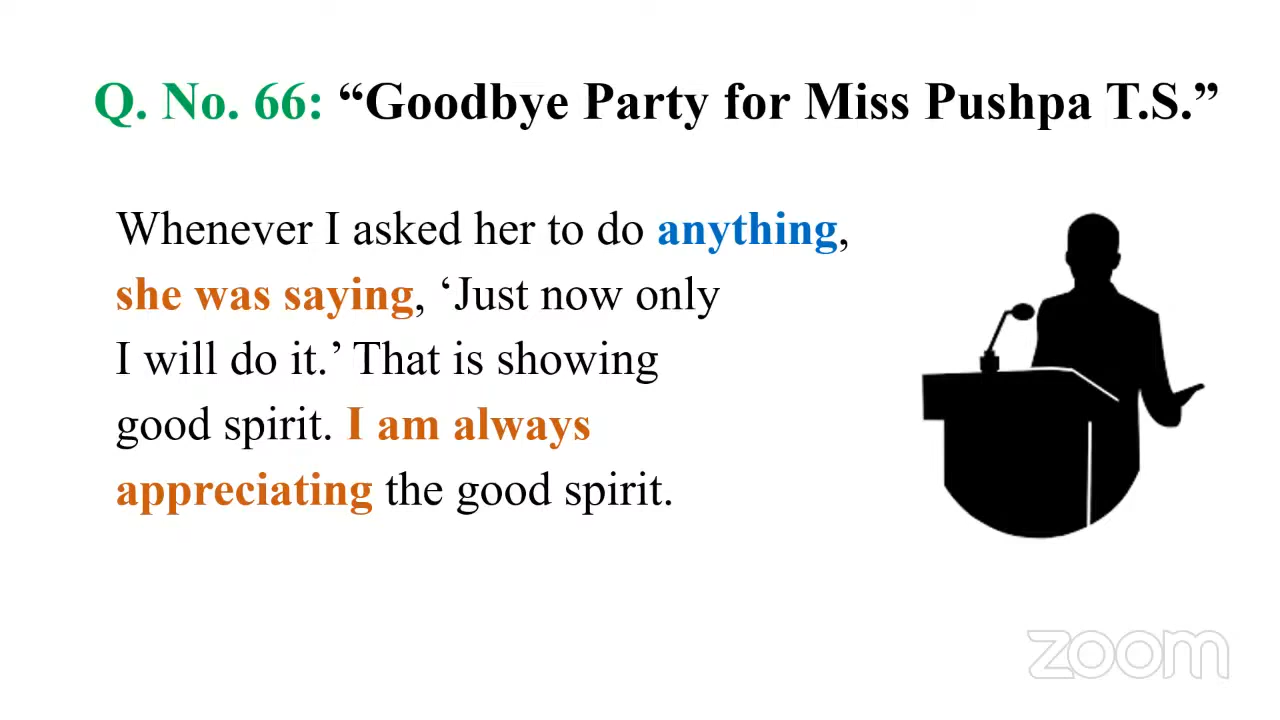 Q. No. 66: “Goodbye Party for Miss Pushpa T.S.”
Whenever I asked her to do anything,
she was saying, ‘Just now only
I will do it.’ That is showing
good spirit. I am always
appreciating the good spirit.
zoom